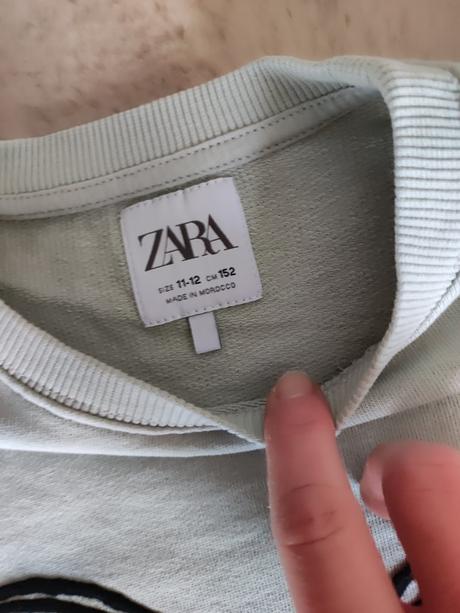 ZARA
SIZE 11-12 CM 152
MADE IN MOROCCO